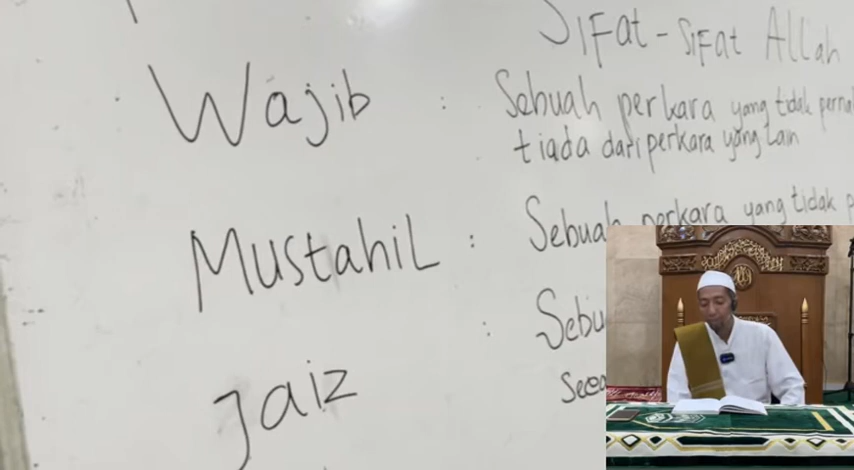 Sifat - Sifat Allah
Wajib : Sebuah perkara yang tidak
tiada dari perkara yang Lain
Mustahil : Sebuah perkara yang tidak
Jaiz :